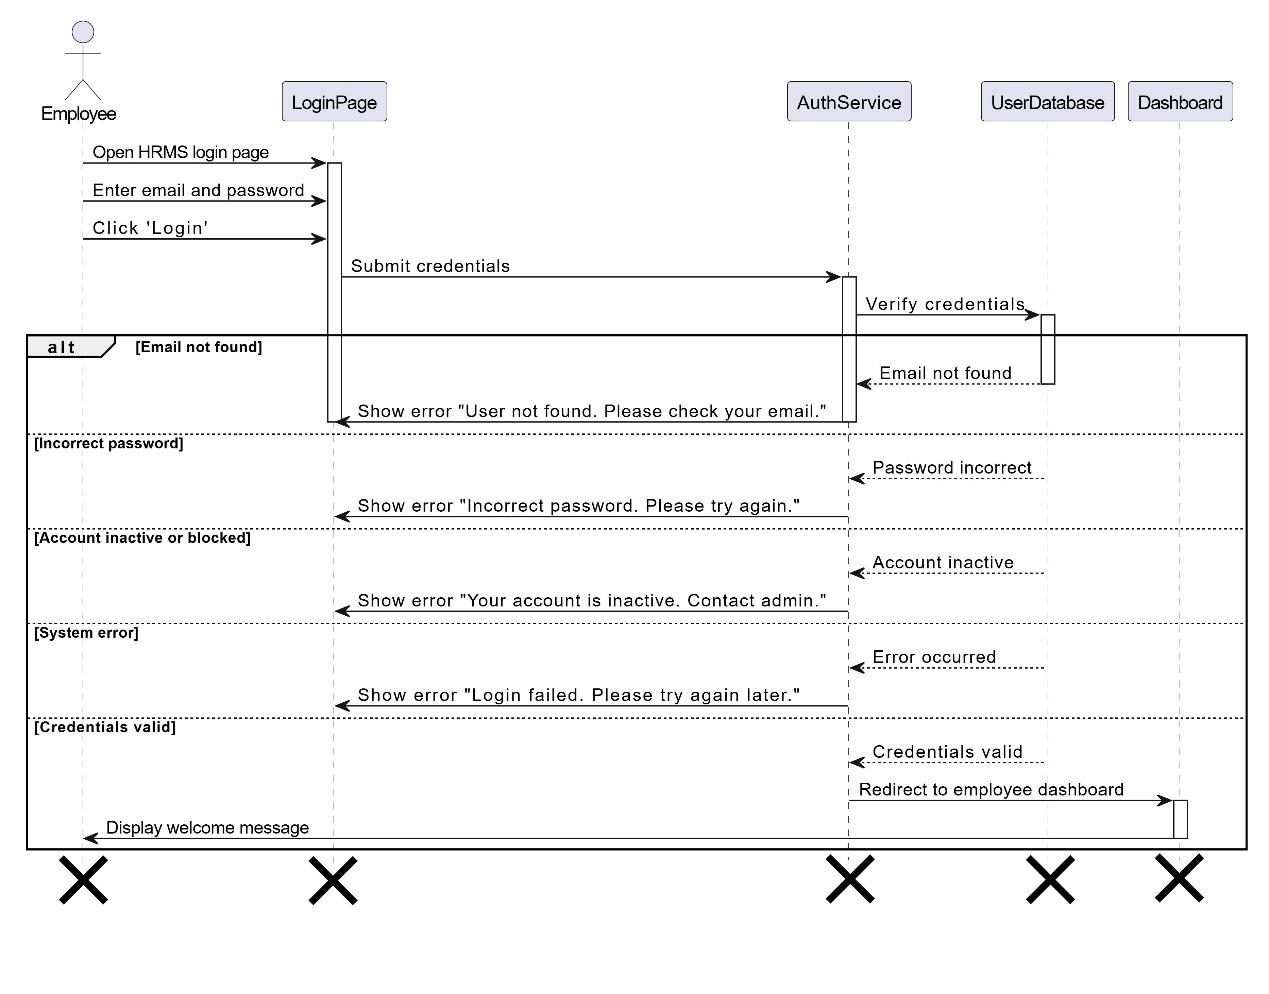 Employee
LoginPage
AuthService
UserDatabase
Dashboard
Open HRMS login page
Enter email and password
Click 'Login'
Submit credentials
Verify credentials
alt
[Email not found]
Email not found
Show error "User not found. Please check your email."
[Incorrect password]
Password incorrect
Show error "Incorrect password. Please try again."
[Account inactive or blocked]
Account inactive
Show error "Your account is inactive. Contact admin."
[System error]
Error occurred
Show error "Login failed. Please try again later."
[Credentials valid]
Credentials valid
Redirect to employee dashboard
Display welcome message